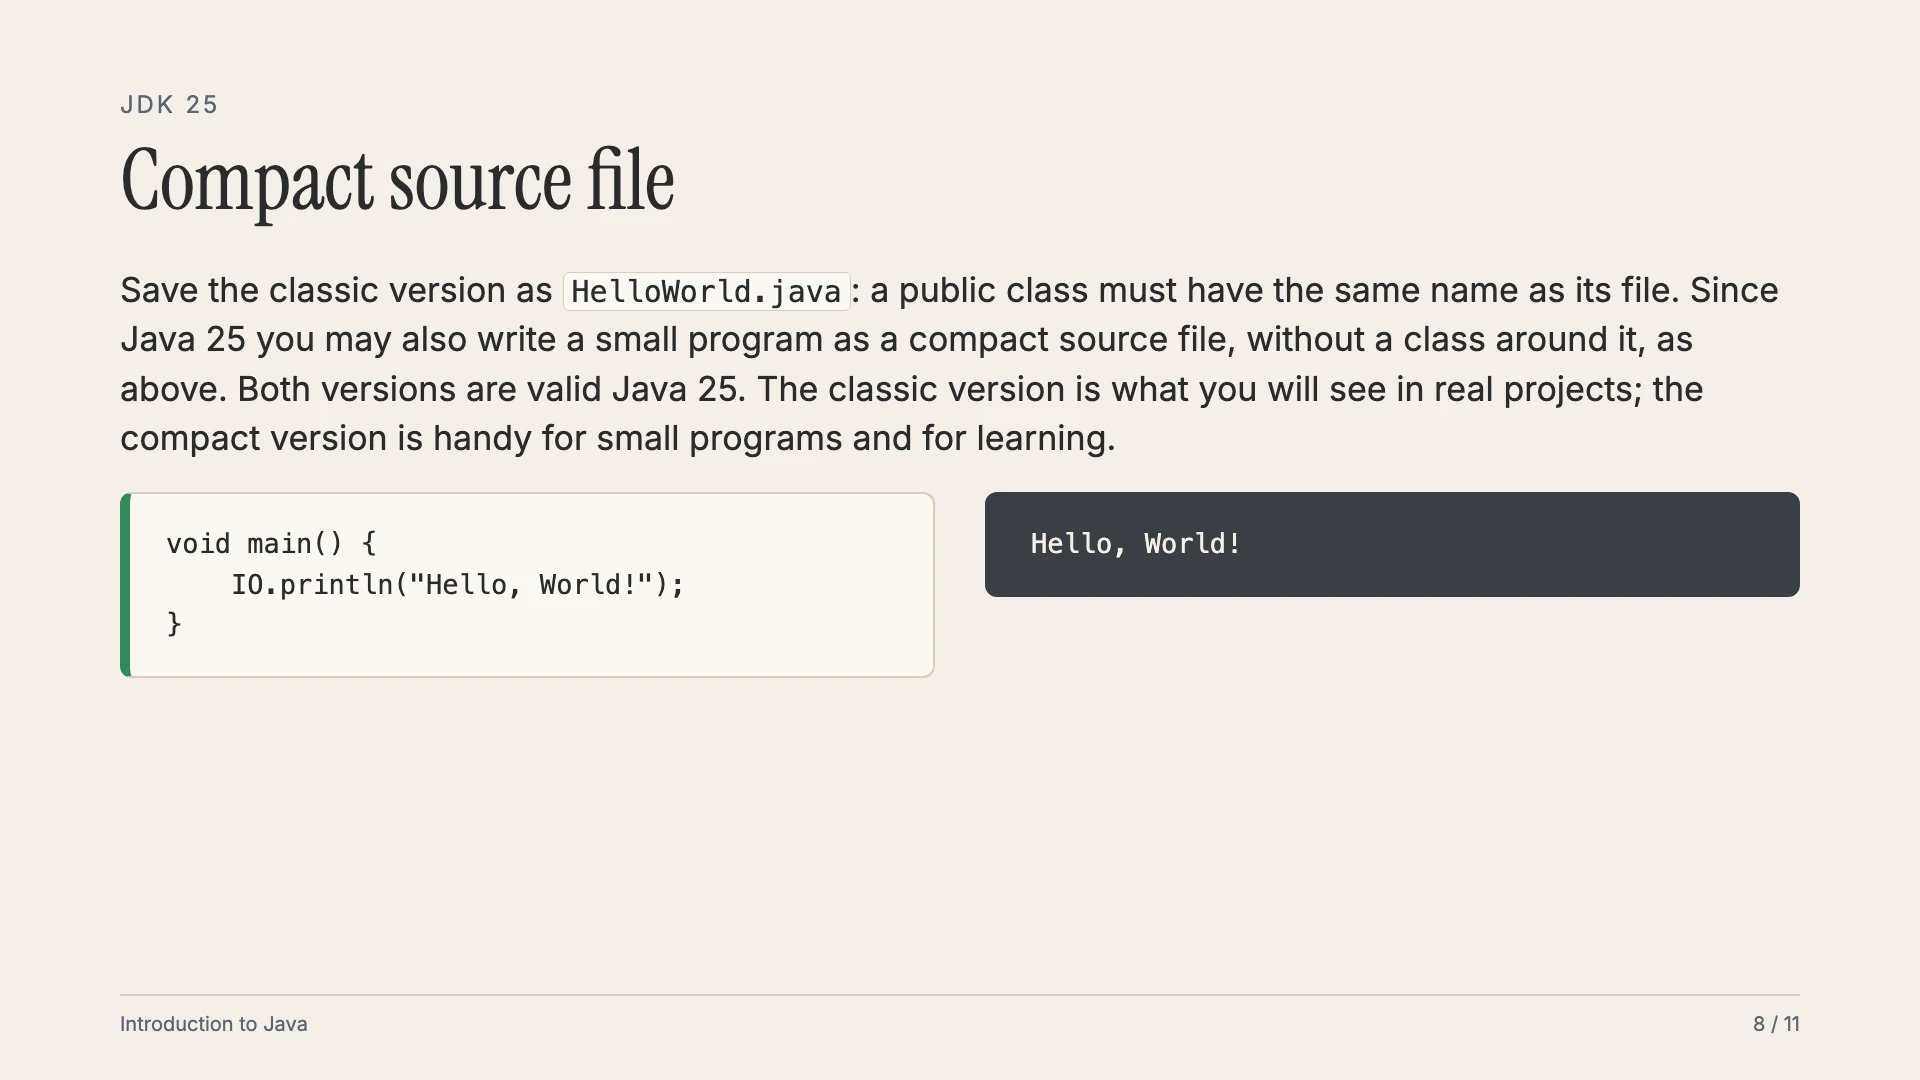 JDK 25
Compact source file
Save the classic version as HelloWorld.java: a public class must have the same name as its file. Since
Java 25 you may also write a small program as a compact source file, without a class around it, as
above. Both versions are valid Java 25. The classic version is what you will see in real projects; the
compact version is handy for small programs and for learning.
void main() {
    IO.println("Hello, World!");
}
Hello, World!
Introduction to Java
8 / 11